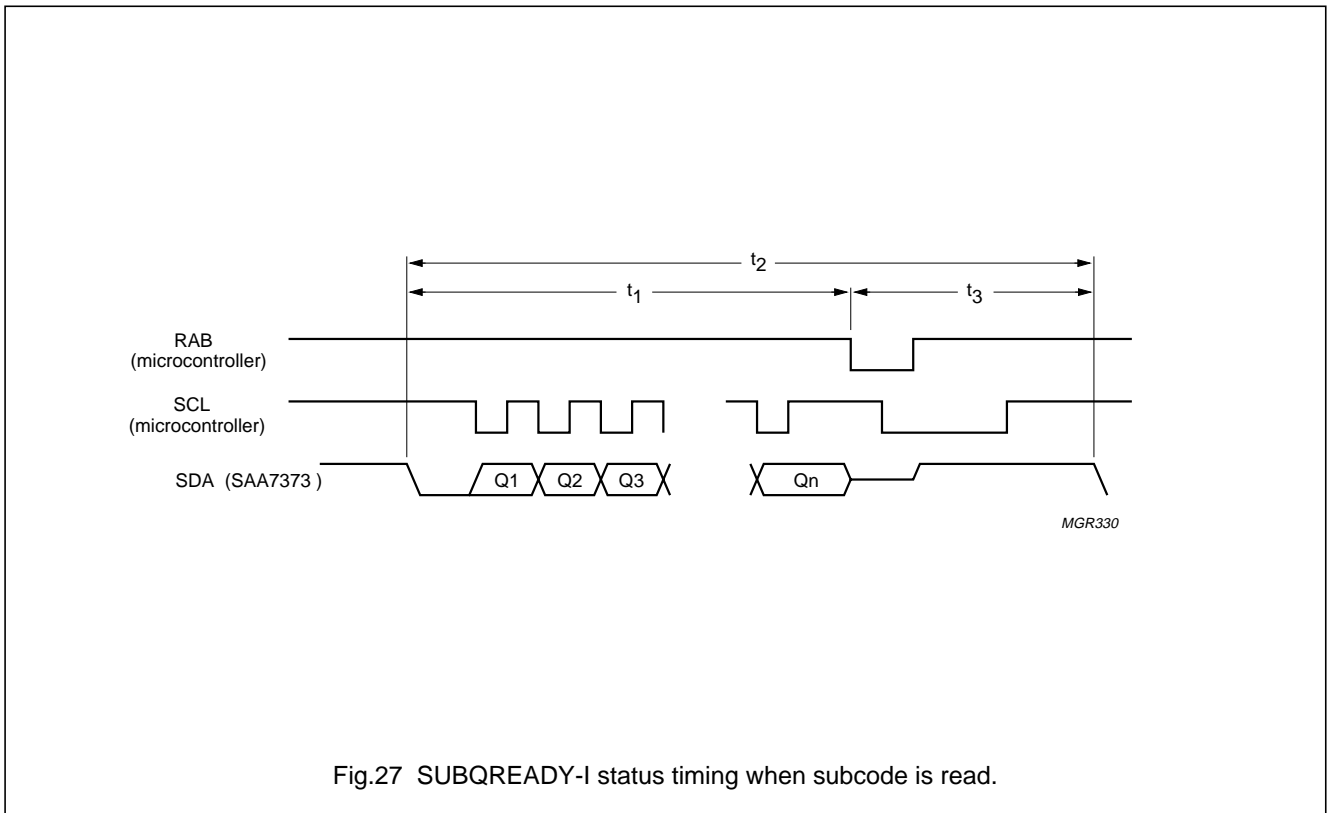 t2
t1
t3
RAB
(microcontroller)
SCL
(microcontroller)
SDA (SAA7373 )
Q1
Q2
Q3
Qn
MGR330
Fig.27 SUBQREADY-I status timing when subcode is read.